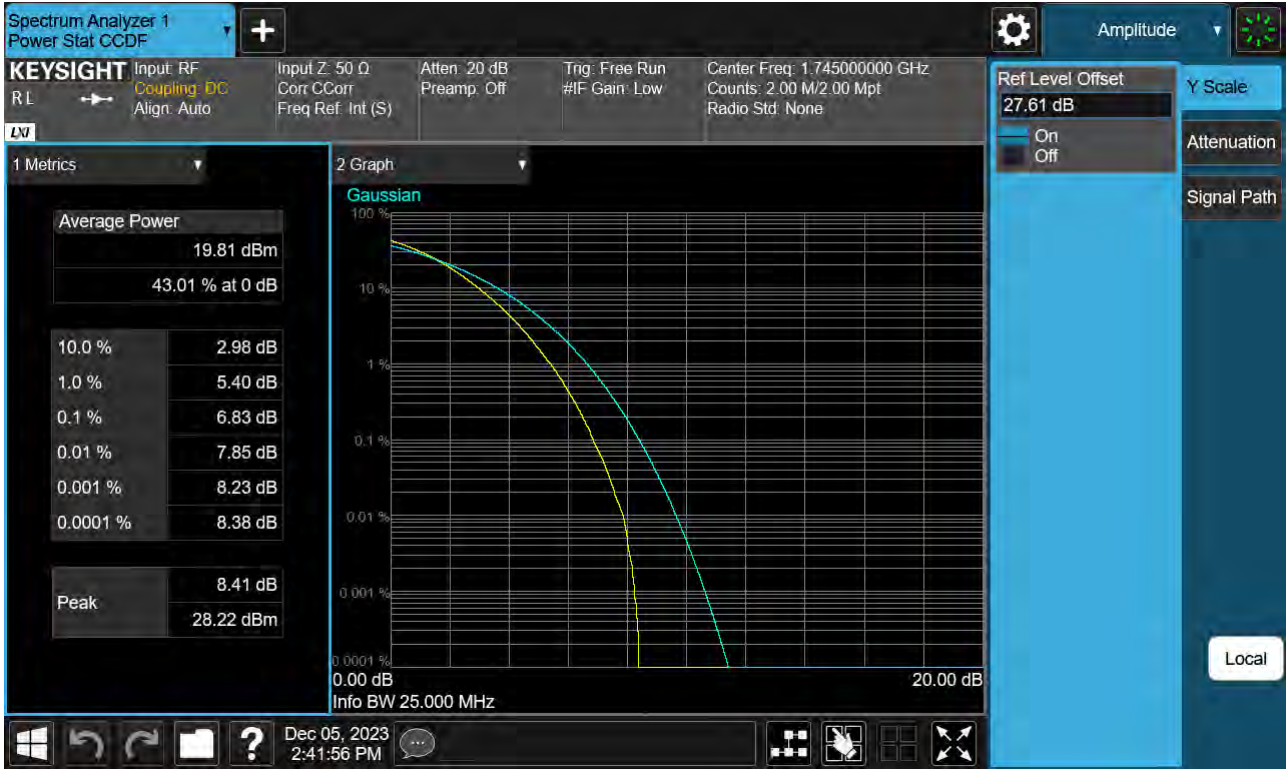 Spectrum Analyzer 1
Power Stat CCDF
Amplitude
KEYSIGHT
RL
LXI
Input: RF
Coupling: DC
Align: Auto
Input Z: 50 Ω
Corr CCorr
Freq Ref: Int (S)
Atten: 20 dB
Preamp: Off
Trig: Free Run
#IF Gain: Low
Center Freq: 1.745000000 GHz
Counts: 2.00 M/2.00 Mpt
Radio Std: None
Ref Level Offset
27.61 dB
On
Off
Y Scale
Attenuation
Signal Path
1 Metrics
Average Power
19.81 dBm
43.01 % at 0 dB
10.0 % 2.98 dB
1.0 % 5.40 dB
0.1 % 6.83 dB
0.01 % 7.85 dB
0.001 % 8.23 dB
0.0001 % 8.38 dB
Peak
8.41 dB
28.22 dBm
2 Graph
Gaussian
100 %
10 %
1 %
0.1 %
0.01 %
0.001 %
0.0001 %
0.00 dB 20.00 dB
Info BW 25.000 MHz
Local
?
Dec 05, 2023
2:41:56 PM